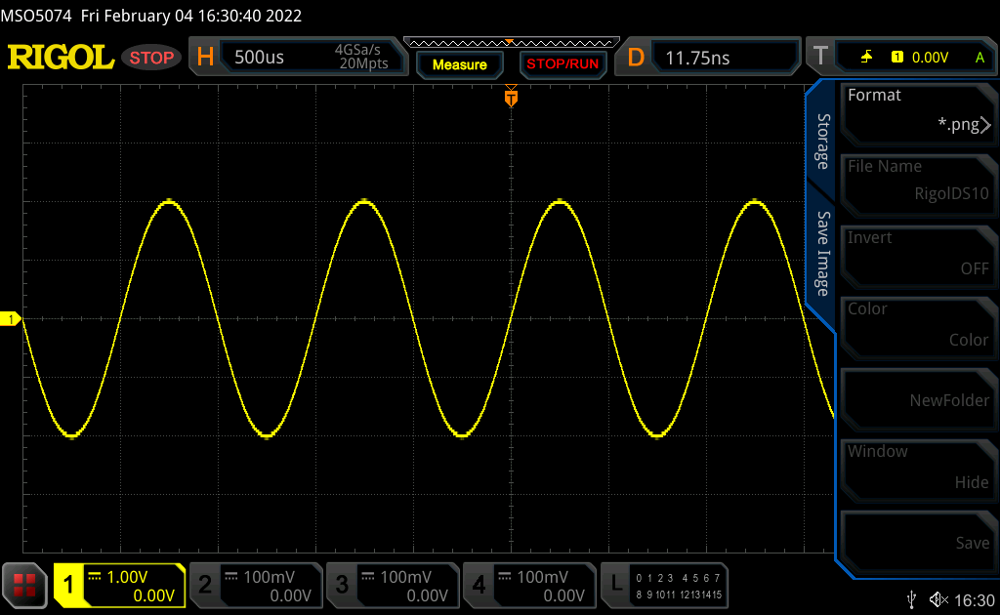 MSO5074 Fri February 04 16:30:40 2022
RIGOL STOP H 500us 4GSa/s 20Mpts Measure STOP/RUN D 11.75ns T 1 0.00V A
T
Storage
Save Image
Format
*.png
File Name
RigolDS10
Invert
OFF
Color
Color
NewFolder
Window
Hide
Save
1
1 1.00V 0.00V
2 100mV 0.00V
3 100mV 0.00V
4 100mV 0.00V
L 0 1 2 3 4 5 6 7
8 9 10 11 12 13 14 15
16:30